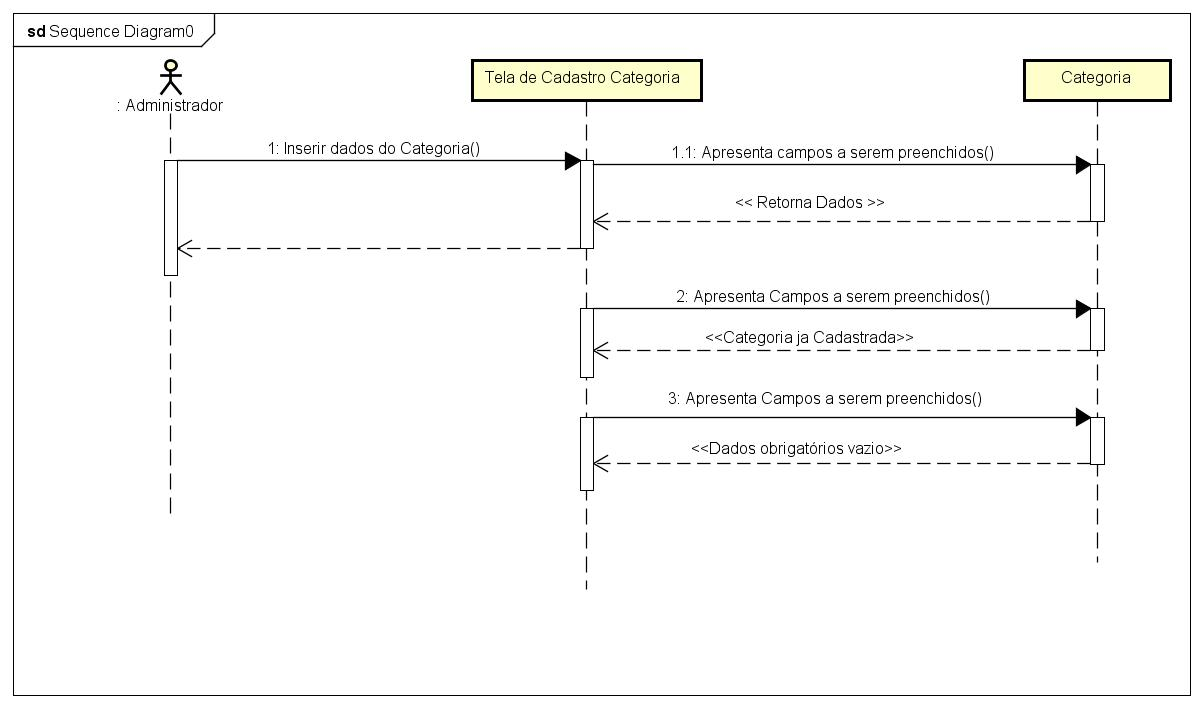 sd Sequence Diagram0
: Administrador
Tela de Cadastro Categoria
Categoria
1: Inserir dados do Categoria()
1.1: Apresenta campos a serem preenchidos()
<< Retorna Dados >>
2: Apresenta Campos a serem preenchidos()
<<Categoria ja Cadastrada>>
3: Apresenta Campos a serem preenchidos()
<<Dados obrigatórios vazio>>